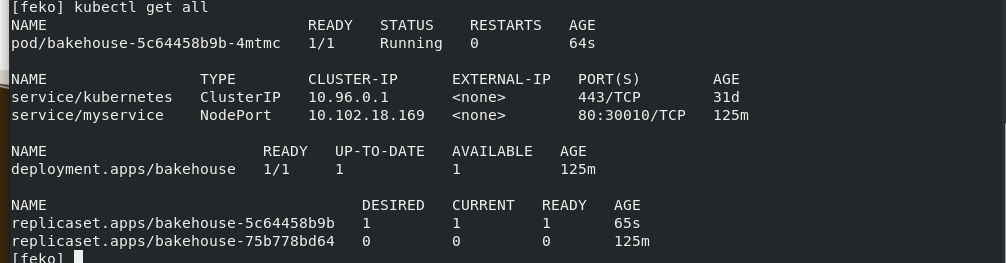 [feko] kubectl get all
NAME                             READY   STATUS    RESTARTS   AGE
pod/bakehouse-5c64458b9b-4mtmc   1/1     Running   0          64s
NAME                 TYPE        CLUSTER-IP      EXTERNAL-IP   PORT(S)        AGE
service/kubernetes   ClusterIP   10.96.0.1       <none>        443/TCP        31d
service/myservice    NodePort    10.102.18.169   <none>        80:30010/TCP   125m
NAME                        READY   UP-TO-DATE   AVAILABLE   AGE
deployment.apps/bakehouse   1/1     1            1           125m
NAME                                   DESIRED   CURRENT   READY   AGE
replicaset.apps/bakehouse-5c64458b9b   1         1         1       65s
replicaset.apps/bakehouse-75b778bd64   0         0         0       125m
[feko]